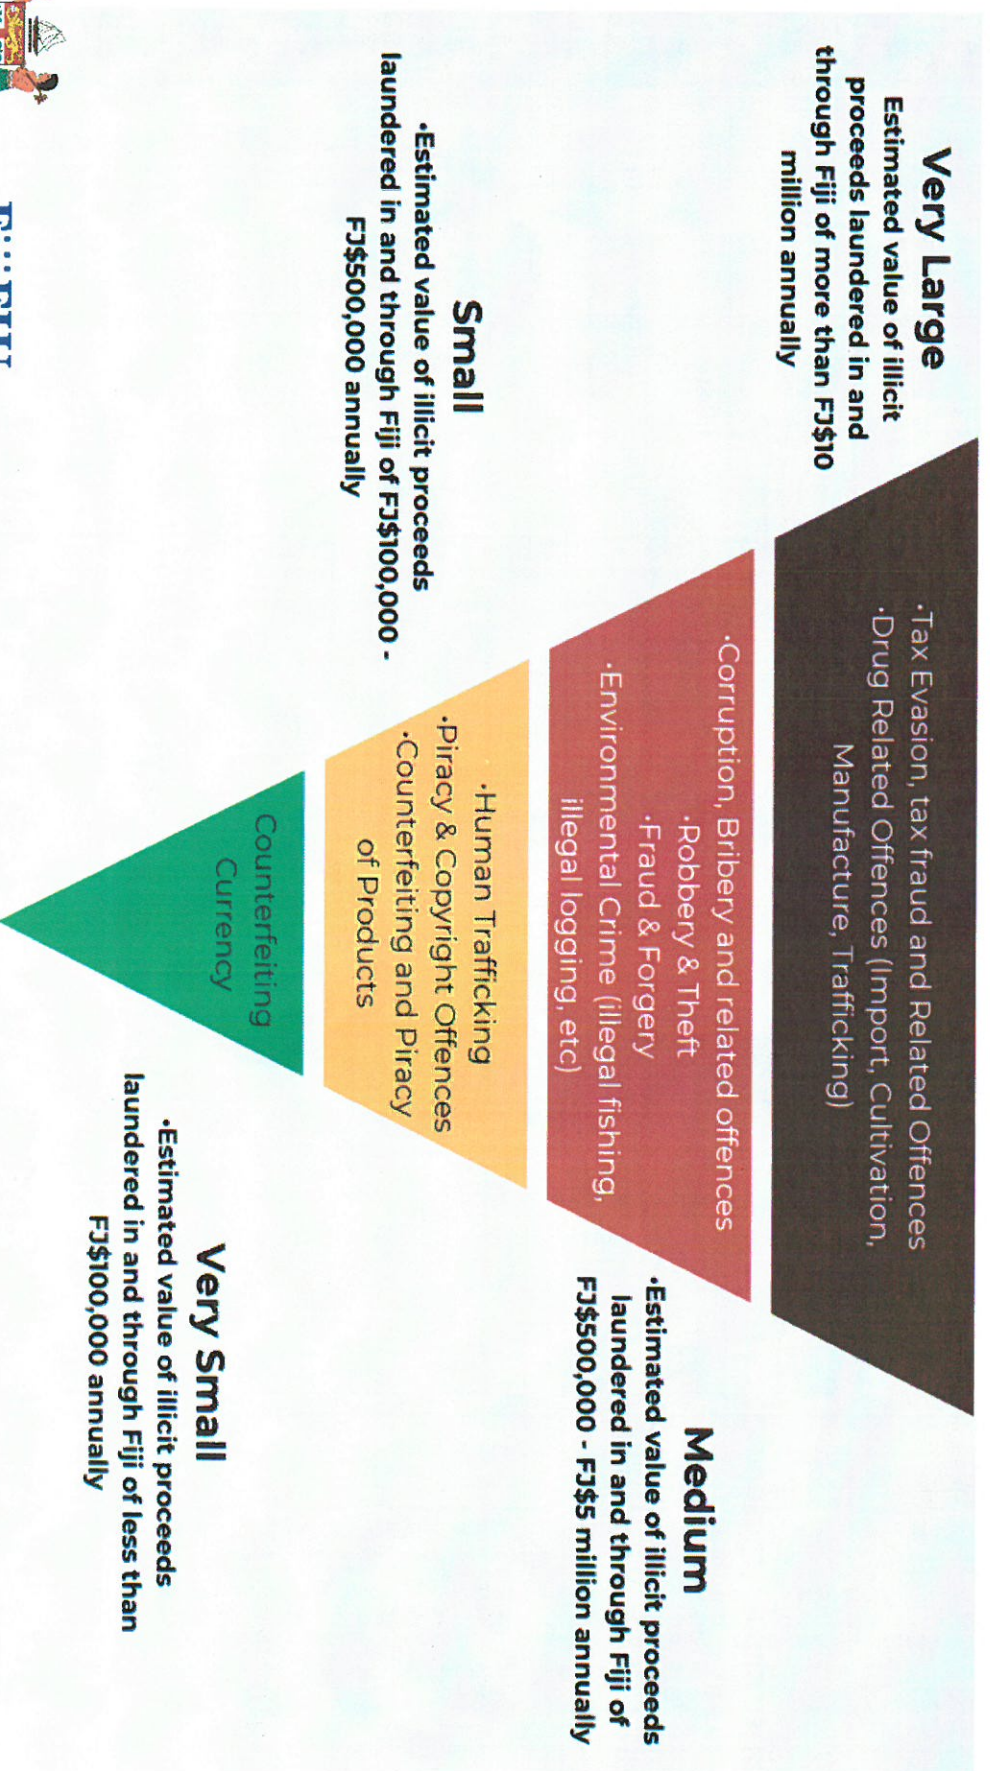 Very Large
Estimated value of illicit
proceeds laundered in and
through Fiji of more than FJ$10
million annually
•Tax Evasion, tax fraud and Related Offences
•Drug Related Offences (Import, Cultivation,
Manufacture, Trafficking)
•Corruption, Bribery and related offences
•Robbery & Theft
•Fraud & Forgery
•Environmental Crime (illegal fishing,
illegal logging, etc)
Medium
•Estimated value of illicit proceeds
laundered in and through Fiji of
FJ$500,000 - FJ$5 million annually
Small
•Estimated value of illicit proceeds
laundered in and through Fiji of FJ$100,000 -
FJ$500,000 annually
•Human Trafficking
•Piracy & Copyright Offences
•Counterfeiting and Piracy
of Products
Counterfeiting
Currency
Very Small
•Estimated value of illicit proceeds
laundered in and through Fiji of less than
FJ$100,000 annually